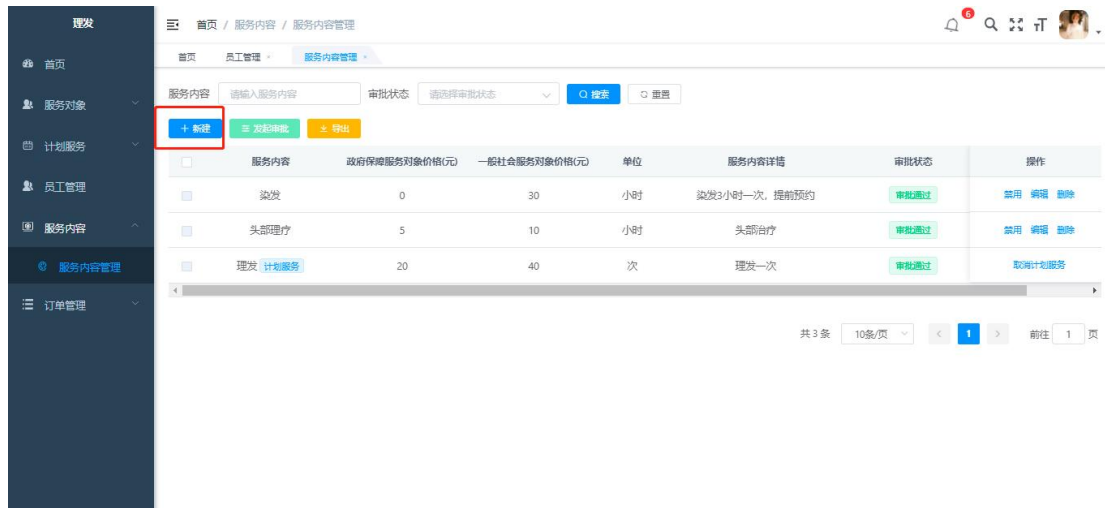 理发
首页 / 服务内容 / 服务内容管理
6
首页
服务对象
计划服务
员工管理
服务内容
服务内容管理
订单管理
首页 员工管理 × 服务内容管理 ×
服务内容 请输入服务内容 审批状态 请选择审批状态 搜索 重置
+ 新建 发起审批 导出
服务内容 政府保障服务对象价格(元) 一般社会服务对象价格(元) 单位 服务内容详情 审批状态 操作
染发 0 30 小时 染发3小时一次，提前预约 审批通过 禁用 编辑 删除
头部理疗 5 10 小时 头部治疗 审批通过 禁用 编辑 删除
理发 计划服务 20 40 次 理发一次 审批通过 取消计划服务
共 3 条 10条/页 < 1 > 前往 1 页